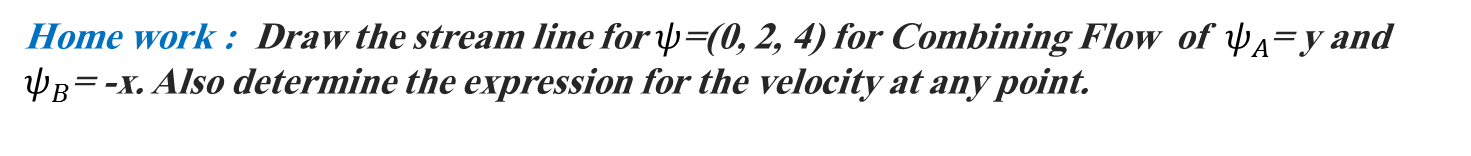 Home work : Draw the stream line for ψ=(0, 2, 4) for Combining Flow of ψA=y and
ψB= -x. Also determine the expression for the velocity at any point.